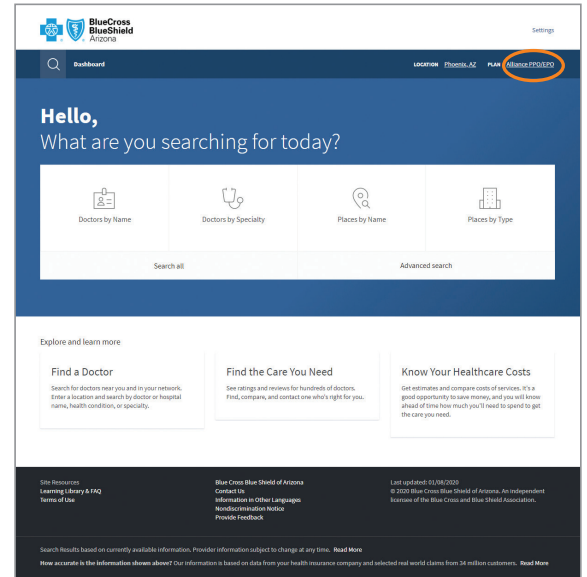 BlueCross
BlueShield
Arizona
Settings
Dashboard
LOCATION Phoenix, AZ PLAN Alliance PPO/EPO
Hello,
What are you searching for today?
Doctors by Name
Doctors by Specialty
Places by Name
Places by Type
Search all
Advanced search
Explore and learn more
Find a Doctor
Search for doctors near you and in your network.
Enter a location and search by doctor or hospital
name, health condition, or specialty.
Find the Care You Need
See ratings and reviews for hundreds of doctors.
Find, compare, and contact one who's right for you.
Know Your Healthcare Costs
Get estimates and compare costs of services. It's a
good opportunity to save money, and you will know
ahead of time how much you'll need to spend to get
the care you need.
Site Resources
Learning Library & FAQ
Terms of Use
Blue Cross Blue Shield of Arizona
Contact Us
Information in Other Languages
Nondiscrimination Notice
Provide Feedback
Last updated: 01/08/2020
© 2020 Blue Cross Blue Shield of Arizona. An independent
licensee of the Blue Cross and Blue Shield Association.
Search Results based on currently available information. Provider information subject to change at any time. Read More
How accurate is the information shown above? Our information is based on data from your health insurance company and selected real world claims from 34 million customers. Read More